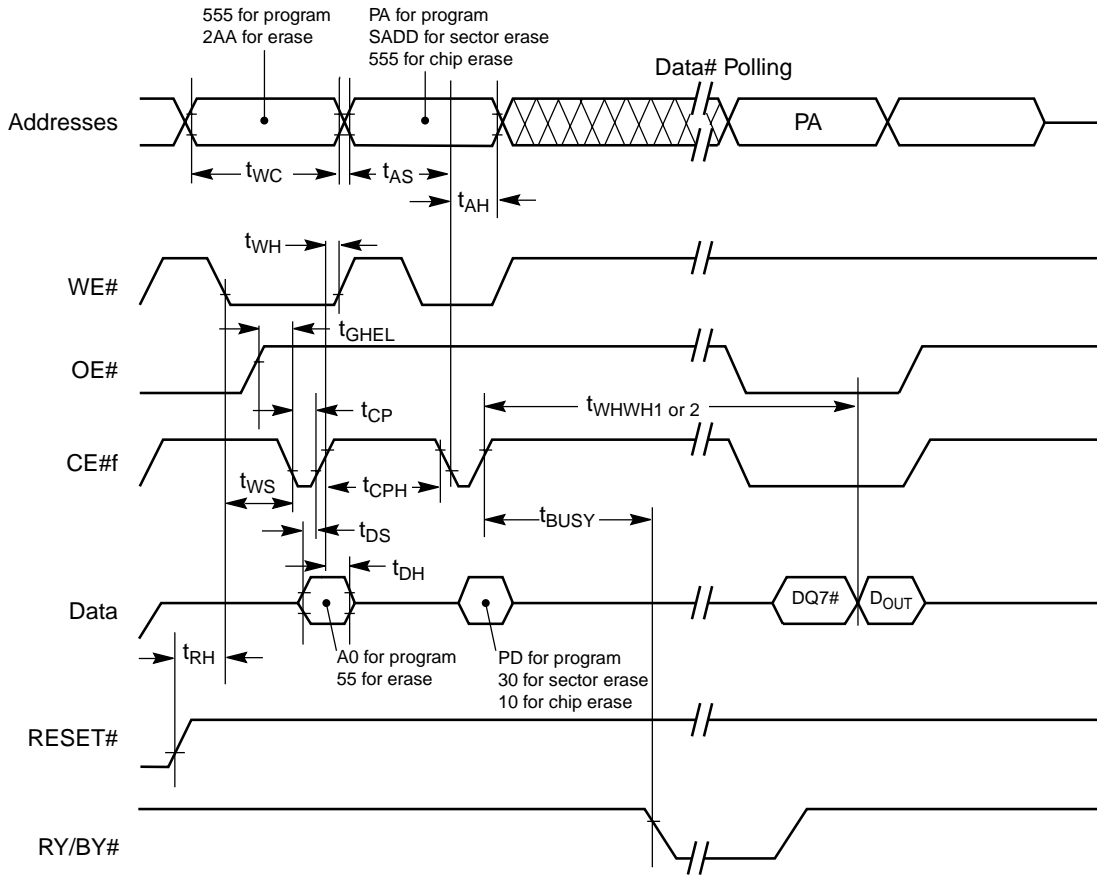 555 for program
2AA for erase
PA for program
SADD for sector erase
555 for chip erase
Data# Polling
Addresses
PA
tWC
tAS
tAH
tWH
WE#
tGHEL
OE#
tCP
tWHWH1 or 2
CE#f
tWS
tCPH
tBUSY
tDS
tDH
Data
DQ7#
DOUT
A0 for program
55 for erase
PD for program
30 for sector erase
10 for chip erase
tRH
RESET#
RY/BY#